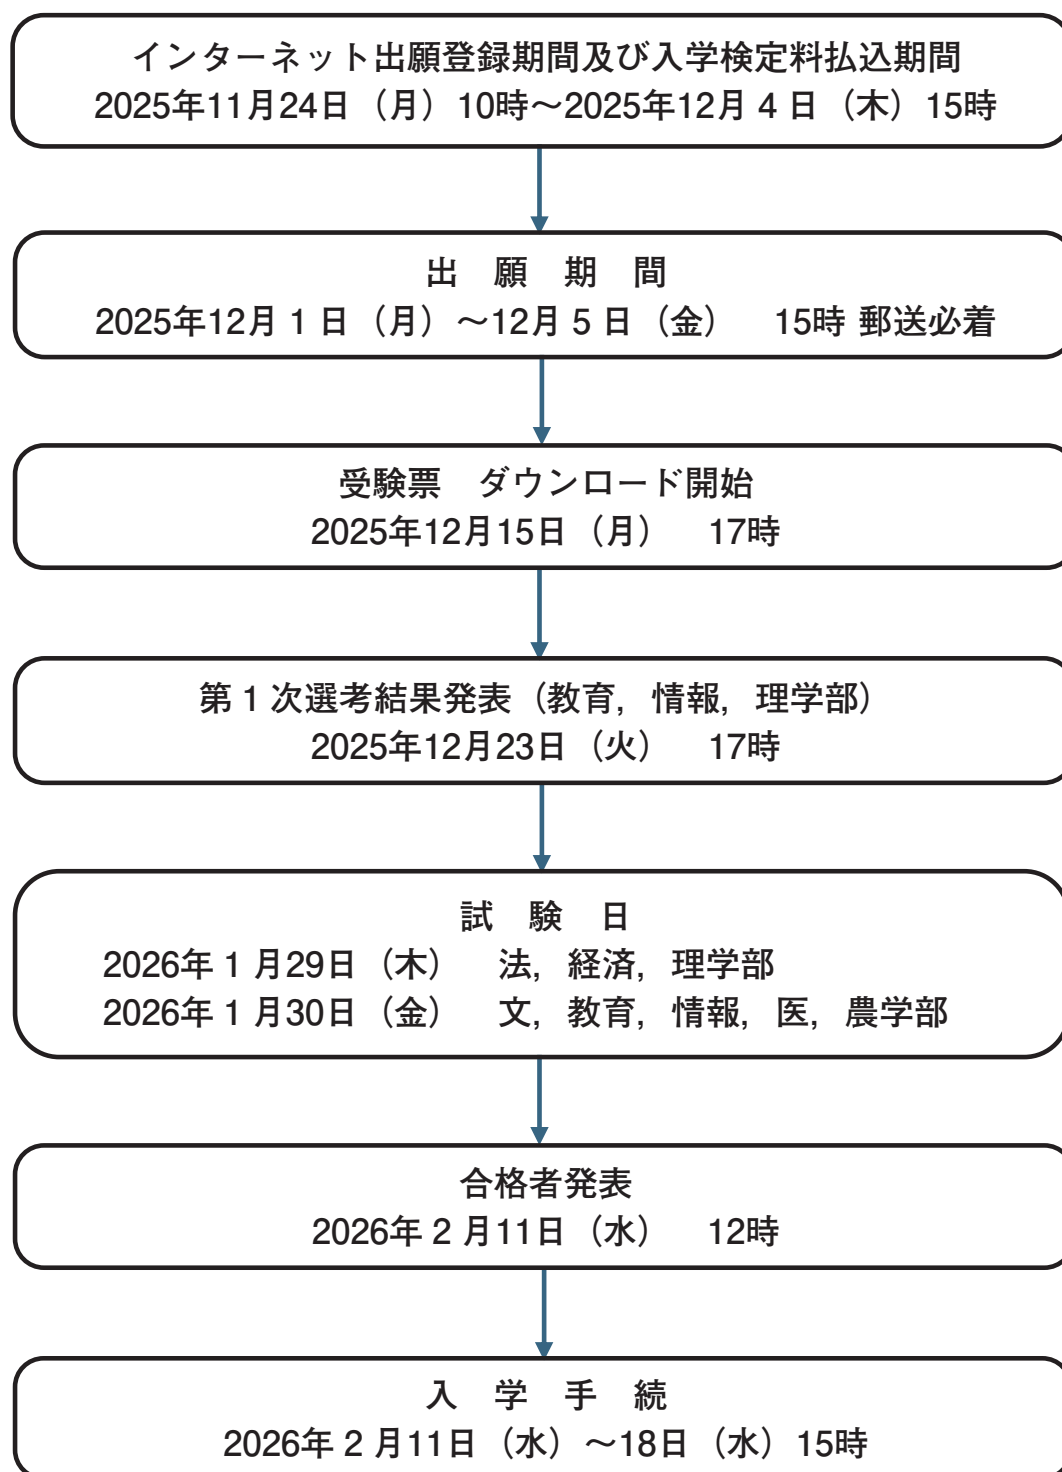 インターネット出願登録期間及び入学検定料払込期間
2025年11月24日（月）10時～2025年12月 4 日（木）15時
出　願　期　間
2025年12月 1 日（月）～12月 5 日（金）　15時 郵送必着
受験票　ダウンロード開始
2025年12月15日（月）　17時
第 1 次選考結果発表（教育，情報，理学部）
2025年12月23日（火）　17時
試　験　日
2026年 1 月29日（木）　法，経済，理学部
2026年 1 月30日（金）　文，教育，情報，医，農学部
合格者発表
2026年 2 月11日（水）　12時
入　学　手　続
2026年 2 月11日（水）～18日（水）15時